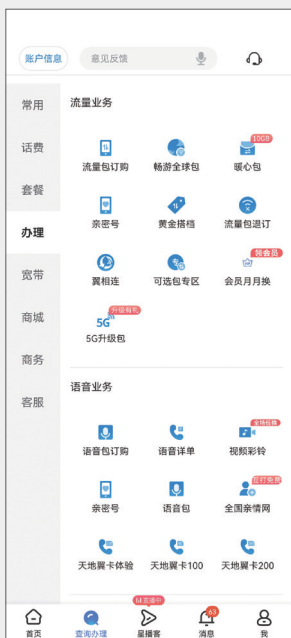 账户信息 意见反馈
常用
话费
套餐
办理
宽带
商城
商务
客服
流量业务
10GB
流量包订购 畅游全球包 暖心包
亲密号 黄金搭档 流量包退订
领会员
翼相连 可选包专区 会员月月换
升级有礼
5G
5G升级包
语音业务
全场任换
语音包订购 语音详单 视频彩铃
限时免费
亲密号 语音包 全国亲情网
天地翼卡体验 天地翼卡100 天地翼卡200
直播中
63
首页 查询办理 星播客 消息 我